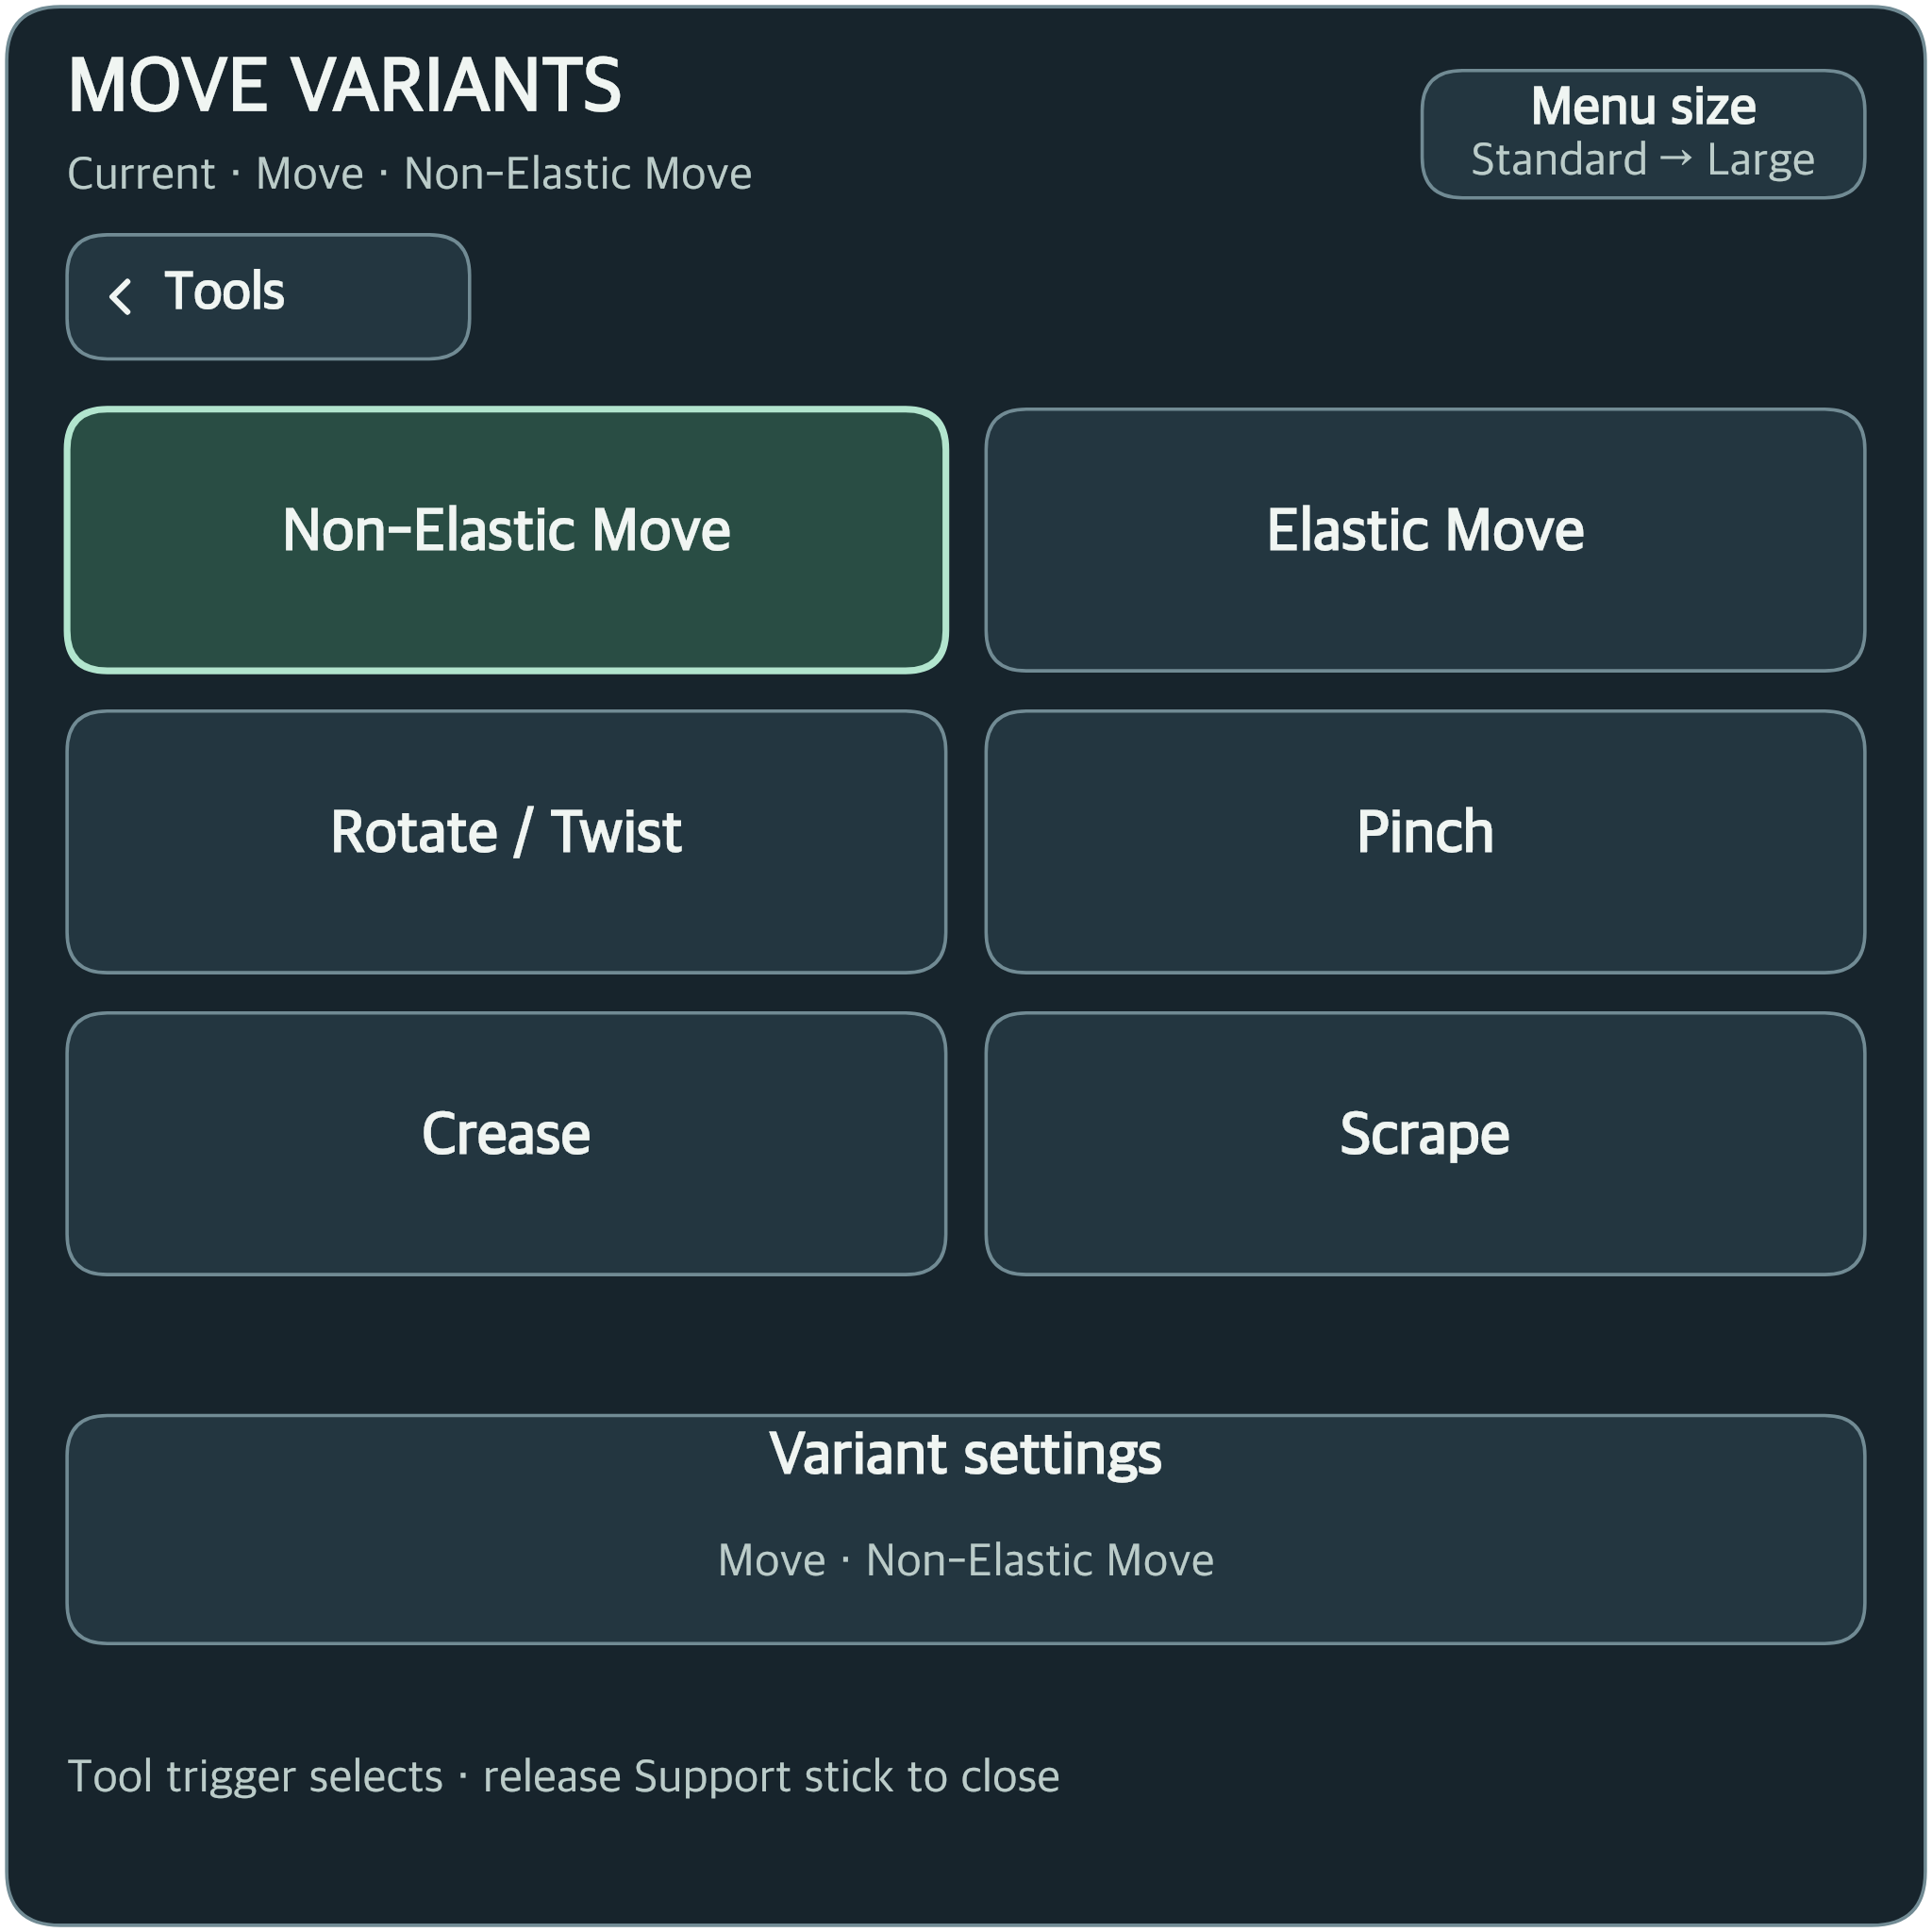 MOVE VARIANTS
Current · Move · Non-Elastic Move
Menu size
Standard → Large
Tools
Non-Elastic Move
Elastic Move
Rotate / Twist
Pinch
Crease
Scrape
Variant settings
Move · Non-Elastic Move
Tool trigger selects · release Support stick to close